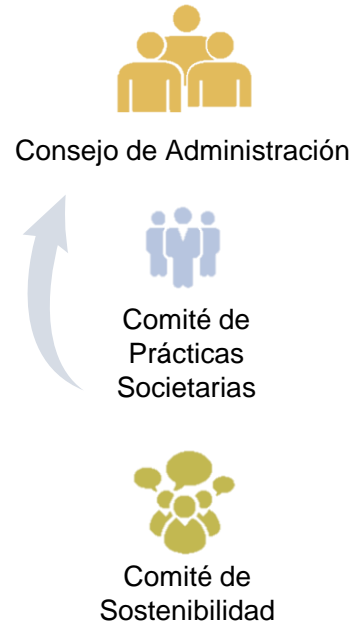 Consejo de Administración
Comité de
Prácticas
Societarias
Comité de
Sostenibilidad